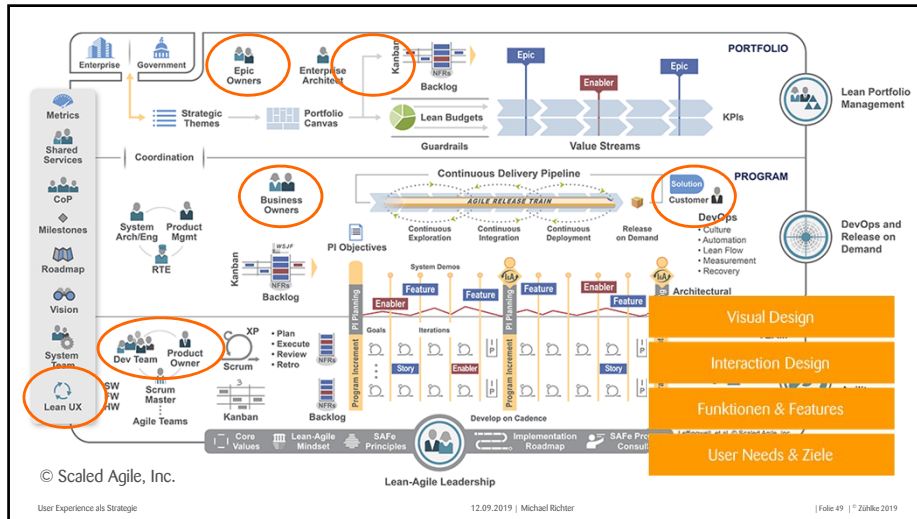 PORTFOLIO
Enterprise
Government
Epic
Owners
Enterprise
Architect
Kanban
Backlog
NFRs
Epic
Enabler
Epic
KPIs
Lean Portfolio
Management
Strategic
Themes
Portfolio
Canvas
Lean Budgets
Guardrails
Value Streams
Metrics
Shared
Services
CoP
Milestones
Roadmap
Vision
System
Team
Lean UX
Coordination
PROGRAM
Business
Owners
Continuous Delivery Pipeline
AGILE RELEASE TRAIN
Solution
Customer
Continuous
Exploration
Continuous
Integration
Continuous
Deployment
Release
on Demand
DevOps
• Culture
• Automation
• Lean Flow
• Measurement
• Recovery
DevOps and
Release on
Demand
System
Arch/Eng
Product
Mgmt
RTE
WSJF
Kanban
Backlog
NFRs
PI Objectives
System Demos
I&A
I&A
Architectural
PI Planning
PI Planning
Enabler
Feature
Feature
Feature
Enabler
Feature
Goals
Iterations
Program Increment
Program Increment
Story
Enabler
Story
I
P
I
P
Dev Team
Product
Owner
Scrum
Master
Agile Teams
SW
FW
HW
XP
Scrum
Kanban
• Plan
• Execute
• Review
• Retro
NFRs
Backlog
NFRs
Develop on Cadence
Visual Design
Interaction Design
Funktionen & Features
User Needs & Ziele
Core
Values
Lean-Agile
Mindset
SAFe
Principles
Implementation
Roadmap
SAFe Pro
Consult
Lean-Agile Leadership
© Scaled Agile, Inc.
User Experience als Strategie
12.09.2019 | Michael Richter
| Folie 49 | © Zühlke 2019